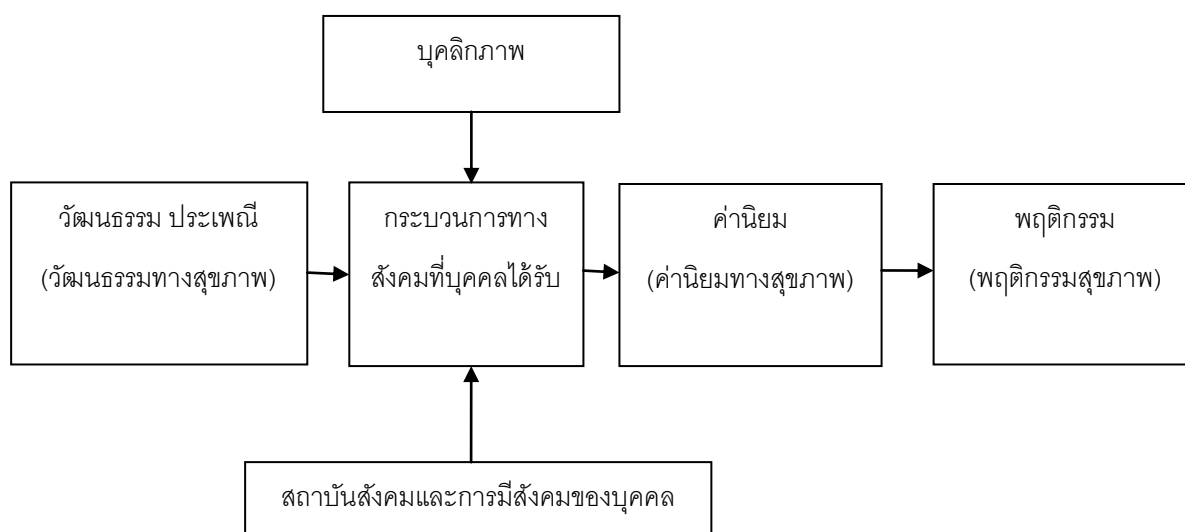 บุคลิกภาพ
วัฒนธรรม ประเพณี
(วัฒนธรรมทางสุขภาพ)
กระบวนการทาง
สังคมที่บุคคลได้รับ
ค่านิยม
(ค่านิยมทางสุขภาพ)
พฤติกรรม
(พฤติกรรมสุขภาพ)
สถาบันสังคมและการมีสังคมของบุคคล